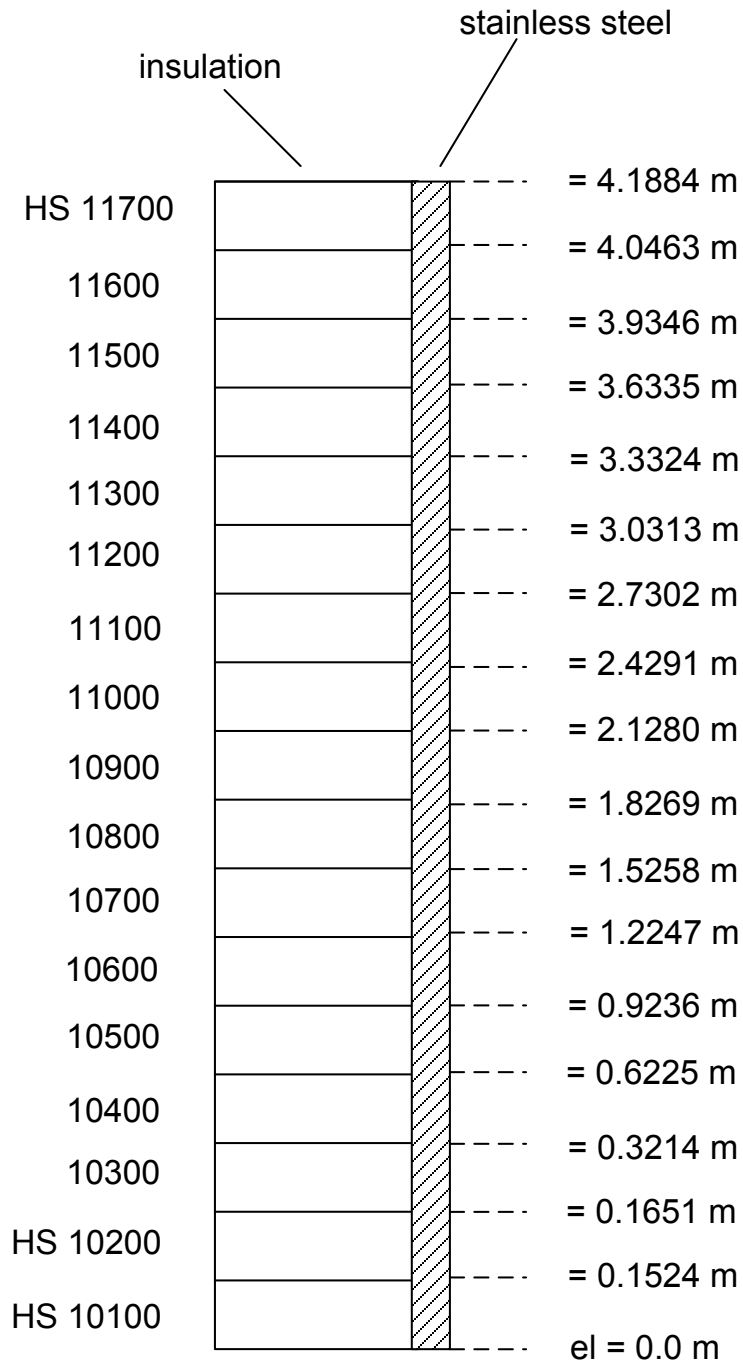 stainless steel
insulation
= 4.1884 m
HS 11700
= 4.0463 m
11600
= 3.9346 m
11500
= 3.6335 m
11400
= 3.3324 m
11300
= 3.0313 m
11200
= 2.7302 m
11100
= 2.4291 m
11000
= 2.1280 m
10900
= 1.8269 m
10800
= 1.5258 m
10700
= 1.2247 m
10600
= 0.9236 m
10500
= 0.6225 m
10400
= 0.3214 m
10300
= 0.1651 m
HS 10200
= 0.1524 m
HS 10100
el = 0.0 m